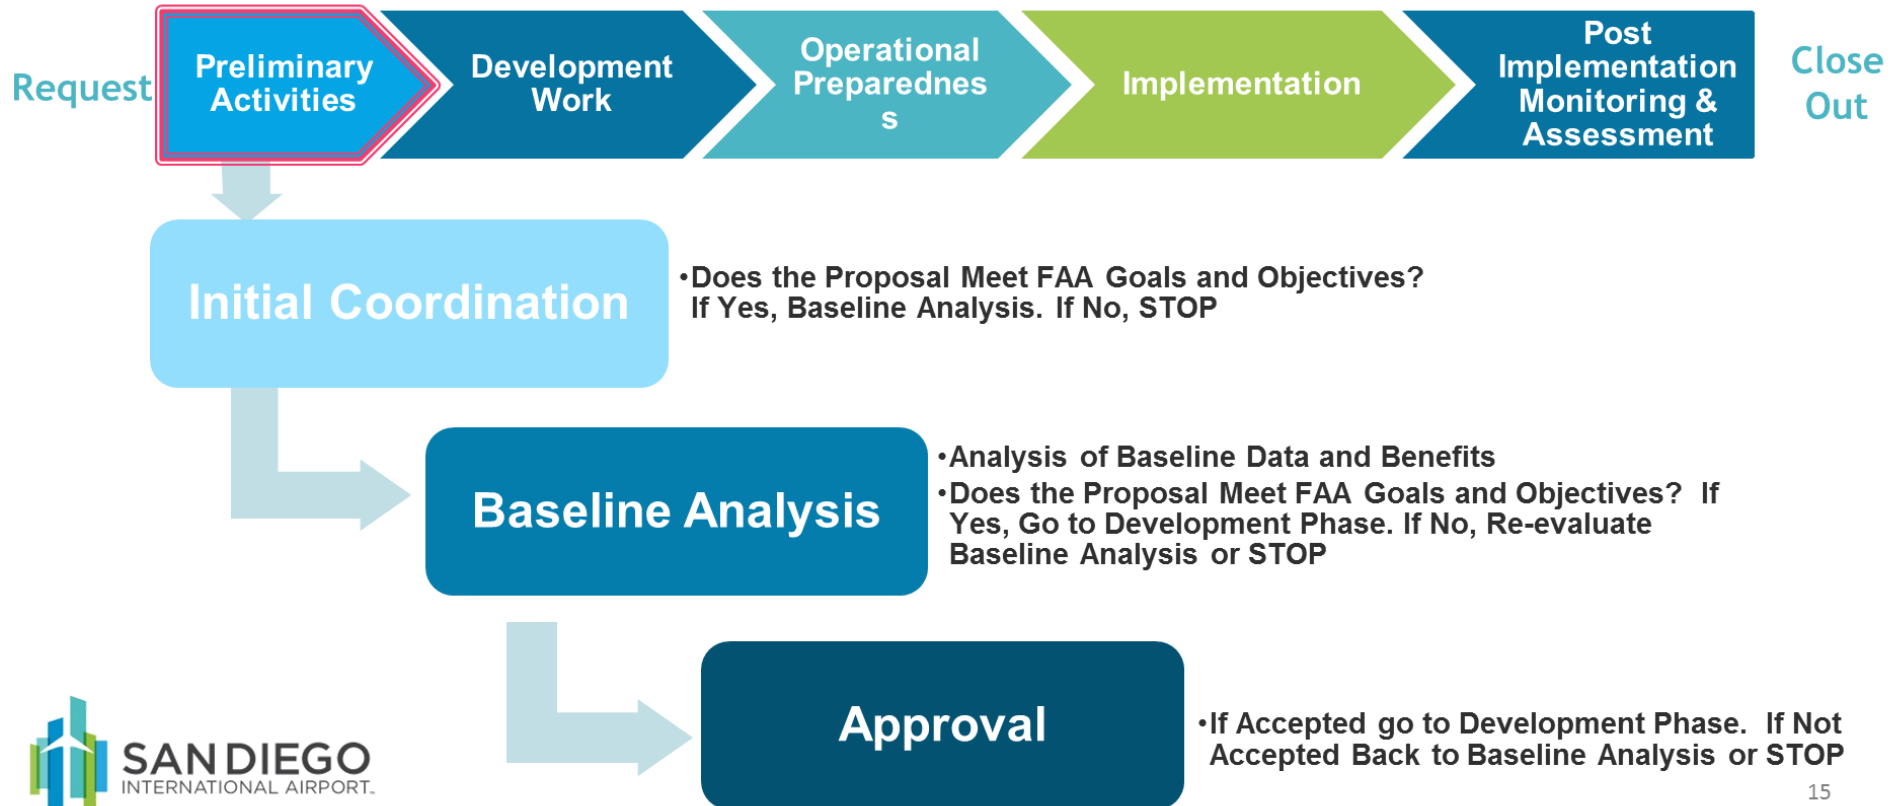 Request
Preliminary
Activities
Development
Work
Operational
Preparednes
s
Implementation
Post
Implementation
Monitoring &
Assessment
Close
Out
Initial Coordination
•Does the Proposal Meet FAA Goals and Objectives?
If Yes, Baseline Analysis. If No, STOP
Baseline Analysis
•Analysis of Baseline Data and Benefits
•Does the Proposal Meet FAA Goals and Objectives? If
Yes, Go to Development Phase. If No, Re-evaluate
Baseline Analysis or STOP
Approval
•If Accepted go to Development Phase. If Not
Accepted Back to Baseline Analysis or STOP
SAN DIEGO
INTERNATIONAL AIRPORT™
15